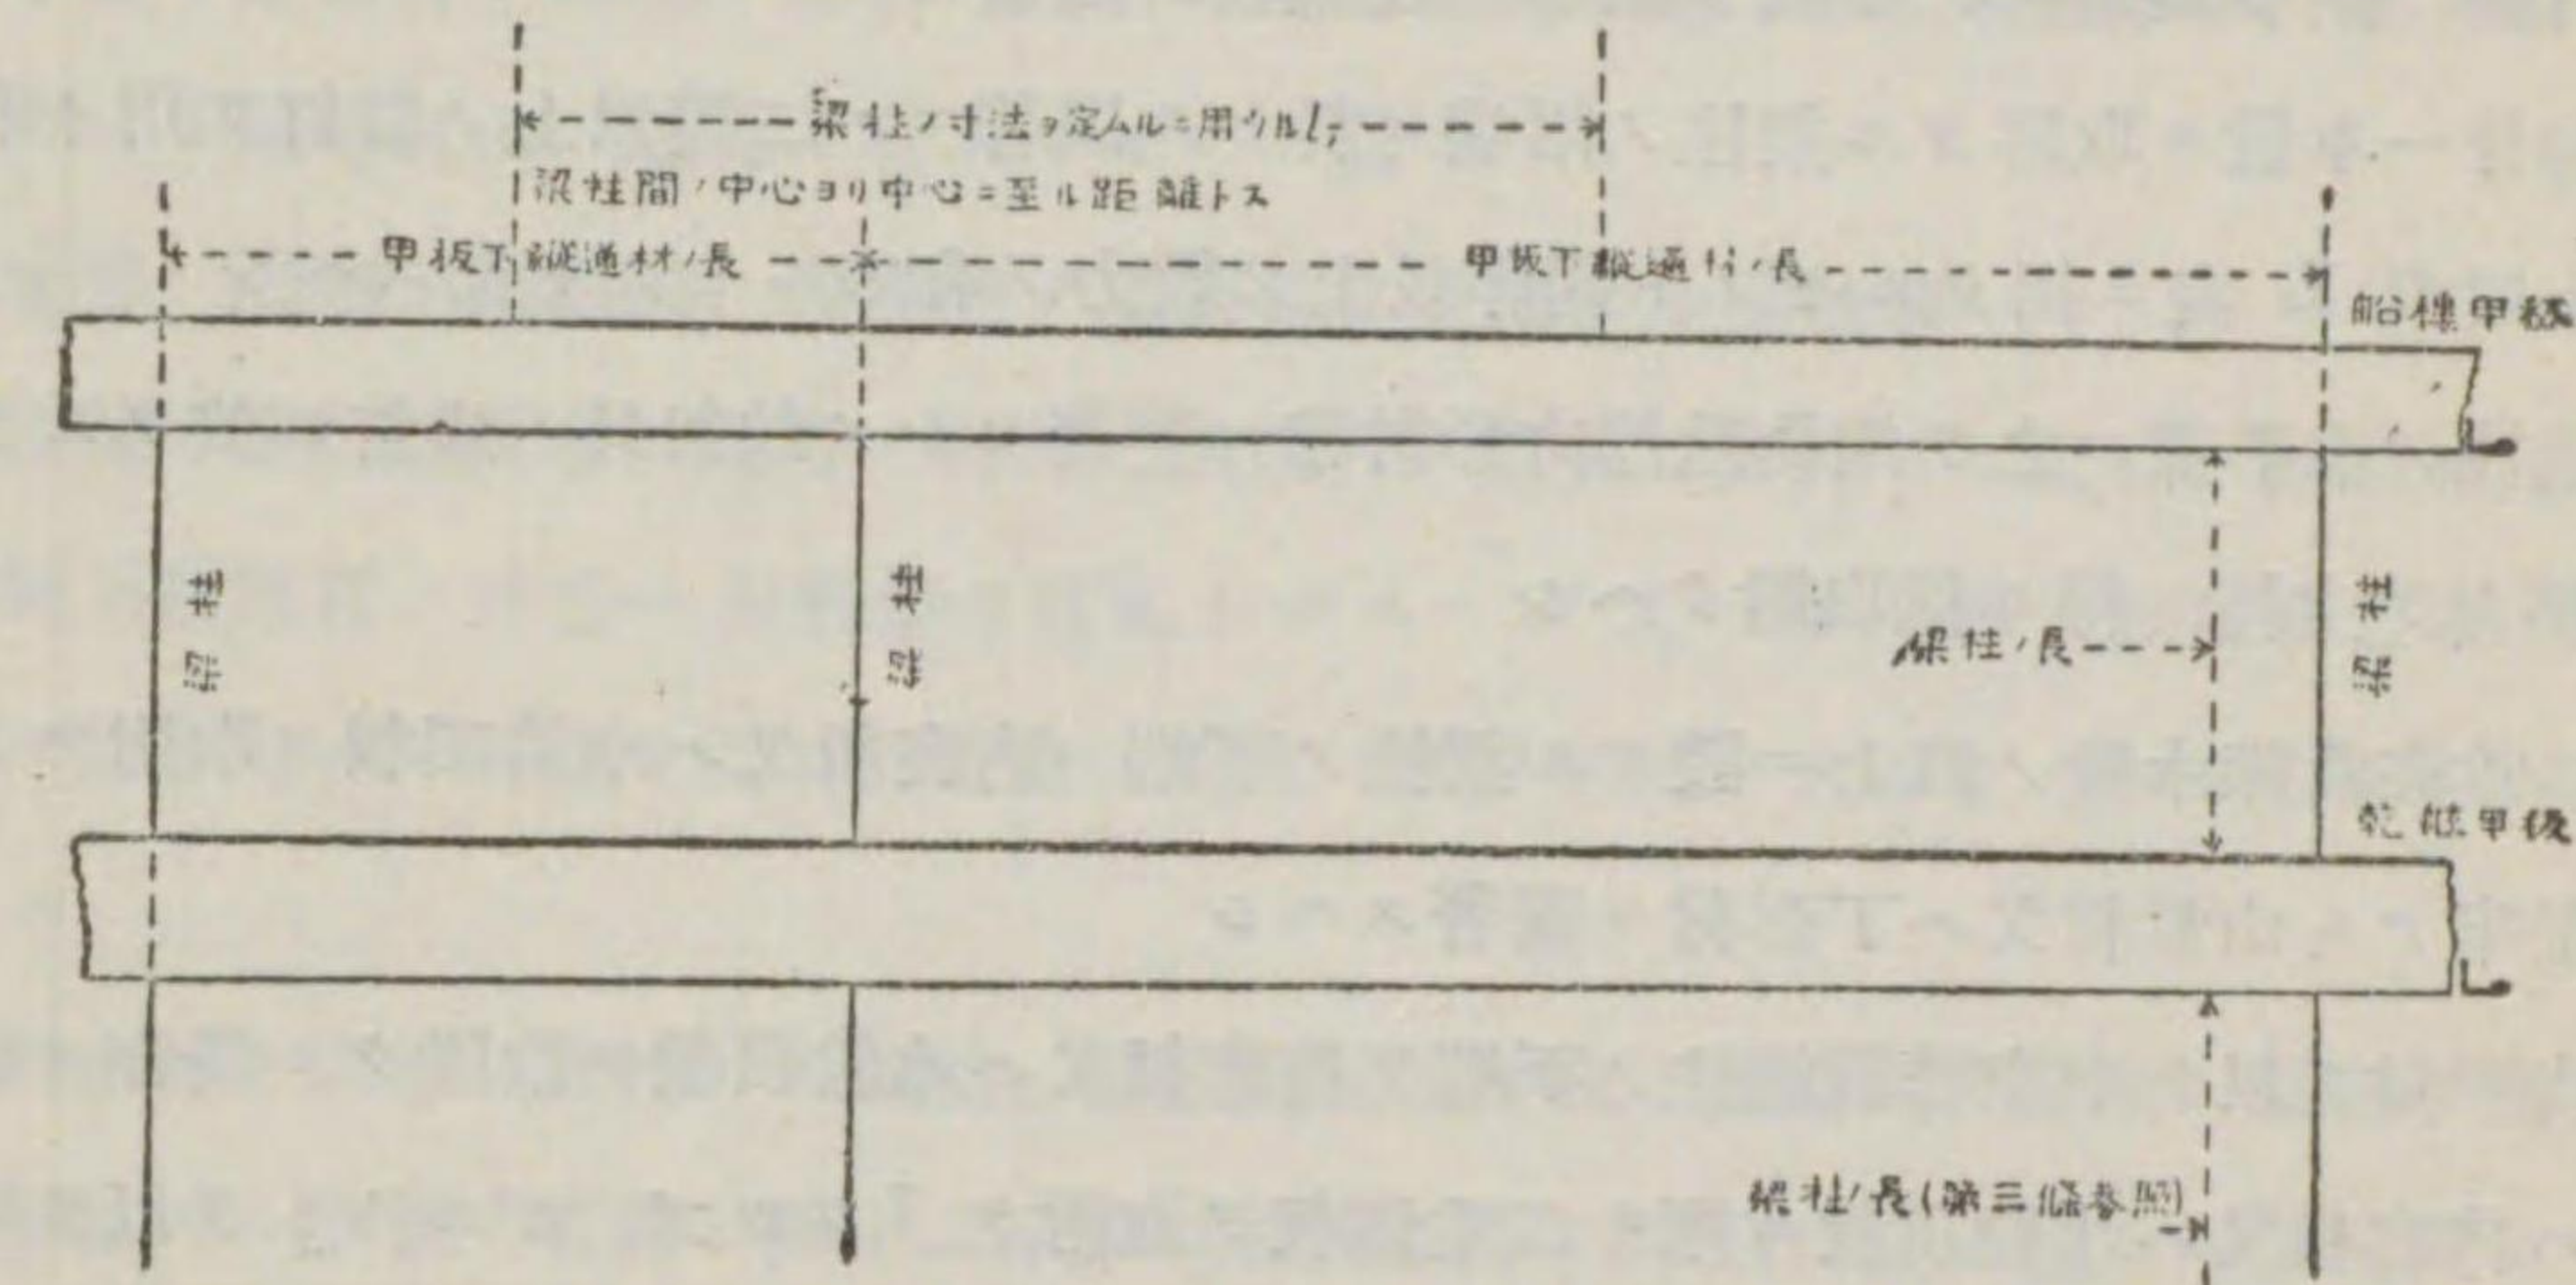 梁柱ノ寸法ヲ定ムルニ用ウルl,
梁柱間ノ中心ヨリ中心ニ至ル距離トス
甲板下縦通材ノ長
甲板下縦通材ノ長
船楼甲板
梁柱
梁柱
梁柱ノ長
梁柱
乾舷甲板
梁柱ノ長(第三條参照)